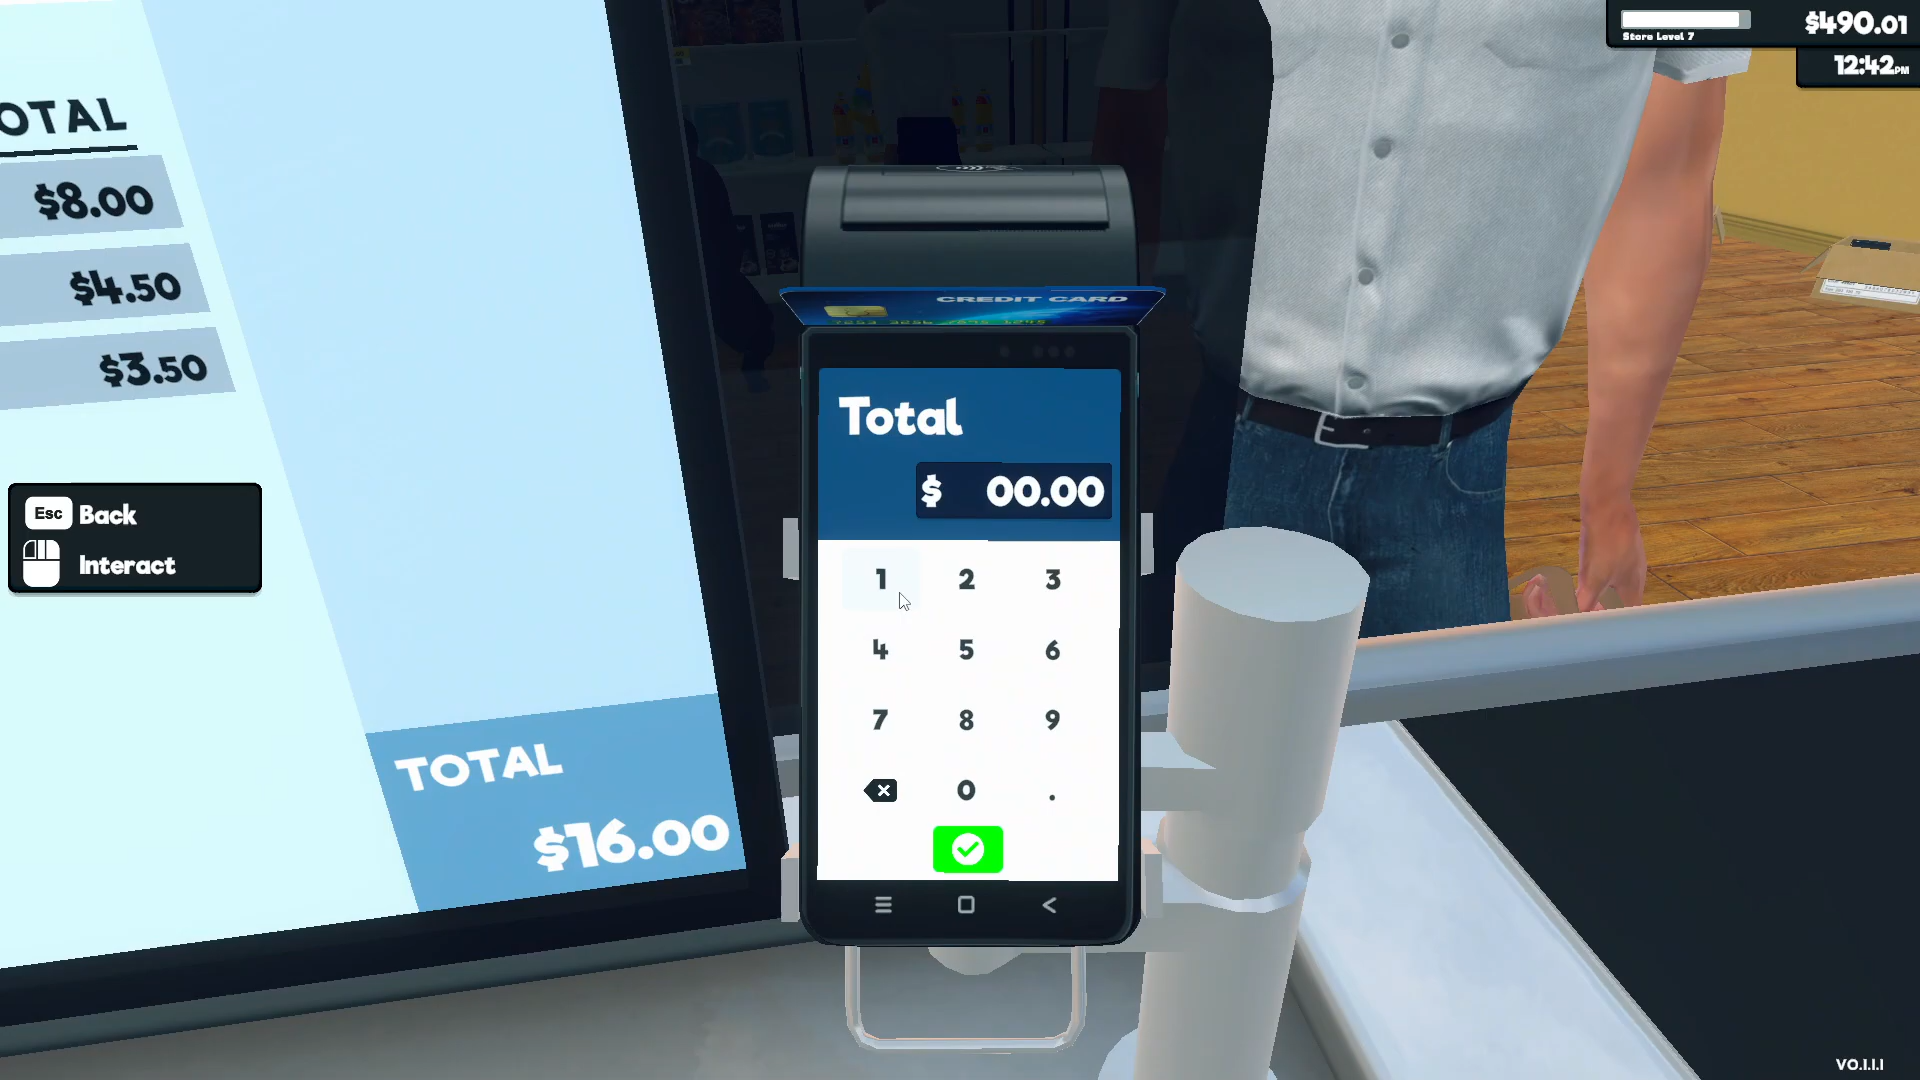 $490.01
Store Level 7
12:42PM
OTAL
$8.00
$4.50
$3.50
TOTAL
$16.00
Esc Back
Interact
CREDIT CARD
Total
$ 00.00
1 2 3
4 5 6
7 8 9
0 .
V0.1.1.1